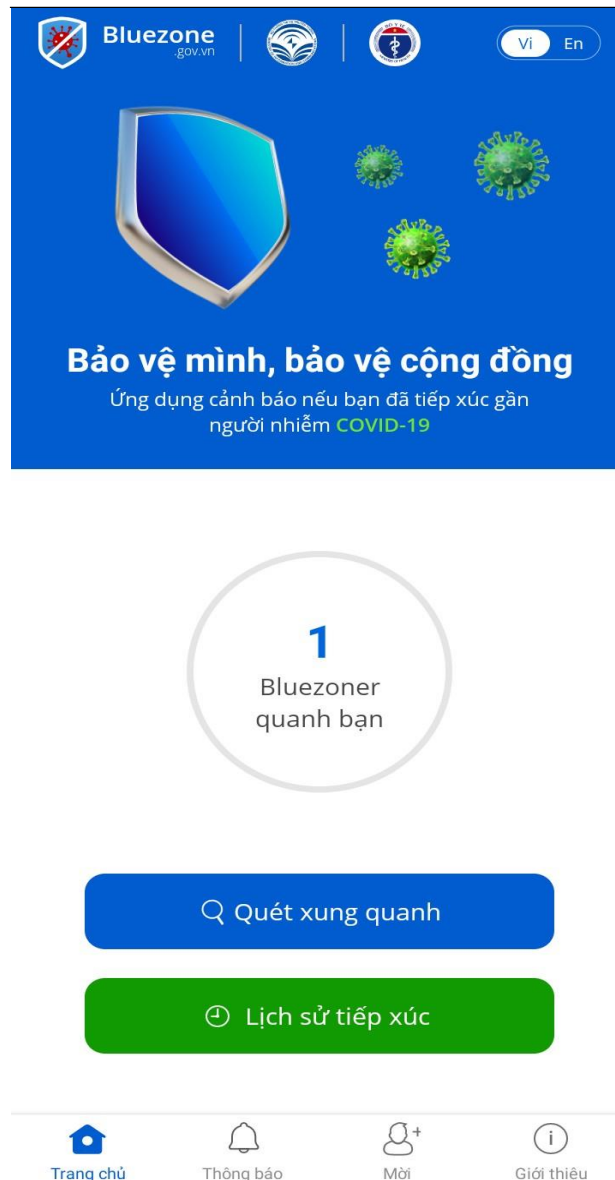 Bluezone
.gov.vn
Vi En
Bảo vệ mình, bảo vệ cộng đồng
Ứng dụng cảnh báo nếu bạn đã tiếp xúc gần
người nhiễm COVID-19
1
Bluezoner
quanh bạn
Quét xung quanh
Lịch sử tiếp xúc
Trang chủ Thông báo Mời Giới thiệu